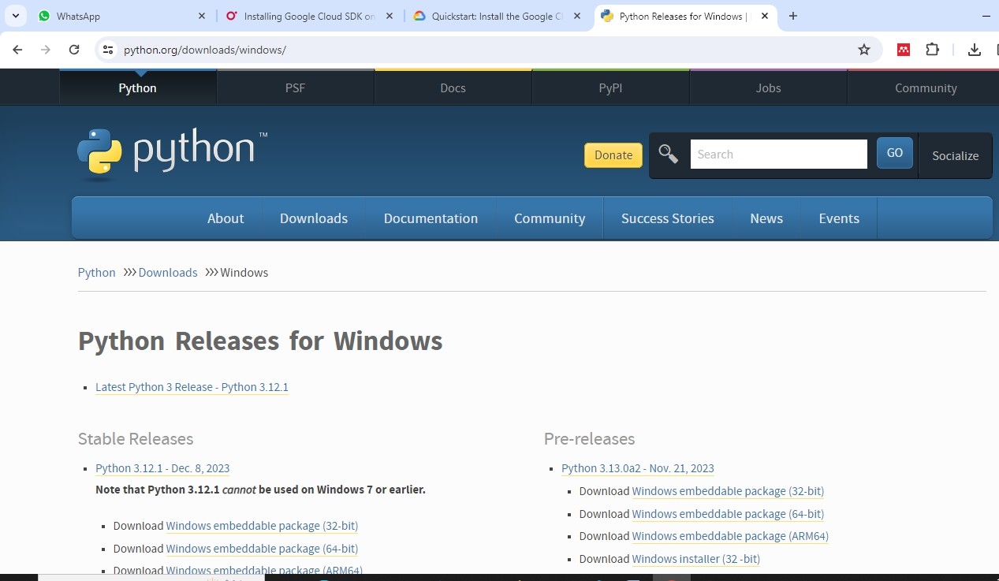 WhatsApp
Installing Google Cloud SDK on
Quickstart: Install the Google C
Python Releases for Windows |
python.org/downloads/windows/
Python
PSF
Docs
PyPI
Jobs
Community
python™
Donate
Search
GO
Socialize
About
Downloads
Documentation
Community
Success Stories
News
Events
Python >>> Downloads >>> Windows
Python Releases for Windows
Latest Python 3 Release - Python 3.12.1
Stable Releases
Python 3.12.1 - Dec. 8, 2023
Note that Python 3.12.1 cannot be used on Windows 7 or earlier.
Download Windows embeddable package (32-bit)
Download Windows embeddable package (64-bit)
Download Windows embeddable package (ARM64)
Pre-releases
Python 3.13.0a2 - Nov. 21, 2023
Download Windows embeddable package (32-bit)
Download Windows embeddable package (64-bit)
Download Windows embeddable package (ARM64)
Download Windows installer (32 -bit)